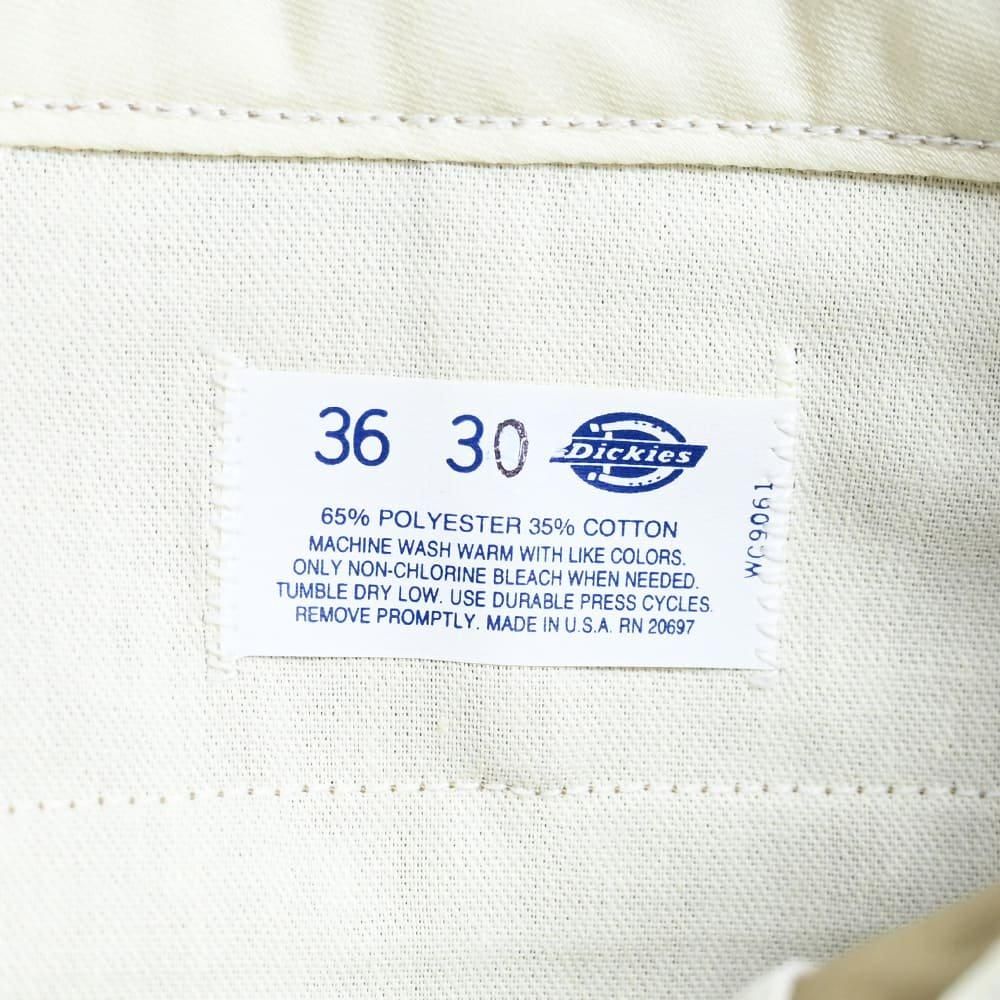 36 30 Dickies
65% POLYESTER 35% COTTON
MACHINE WASH WARM WITH LIKE COLORS.
ONLY NON-CHLORINE BLEACH WHEN NEEDED.
TUMBLE DRY LOW. USE DURABLE PRESS CYCLES.
REMOVE PROMPTLY. MADE IN U.S.A. RN 20697
WG9061